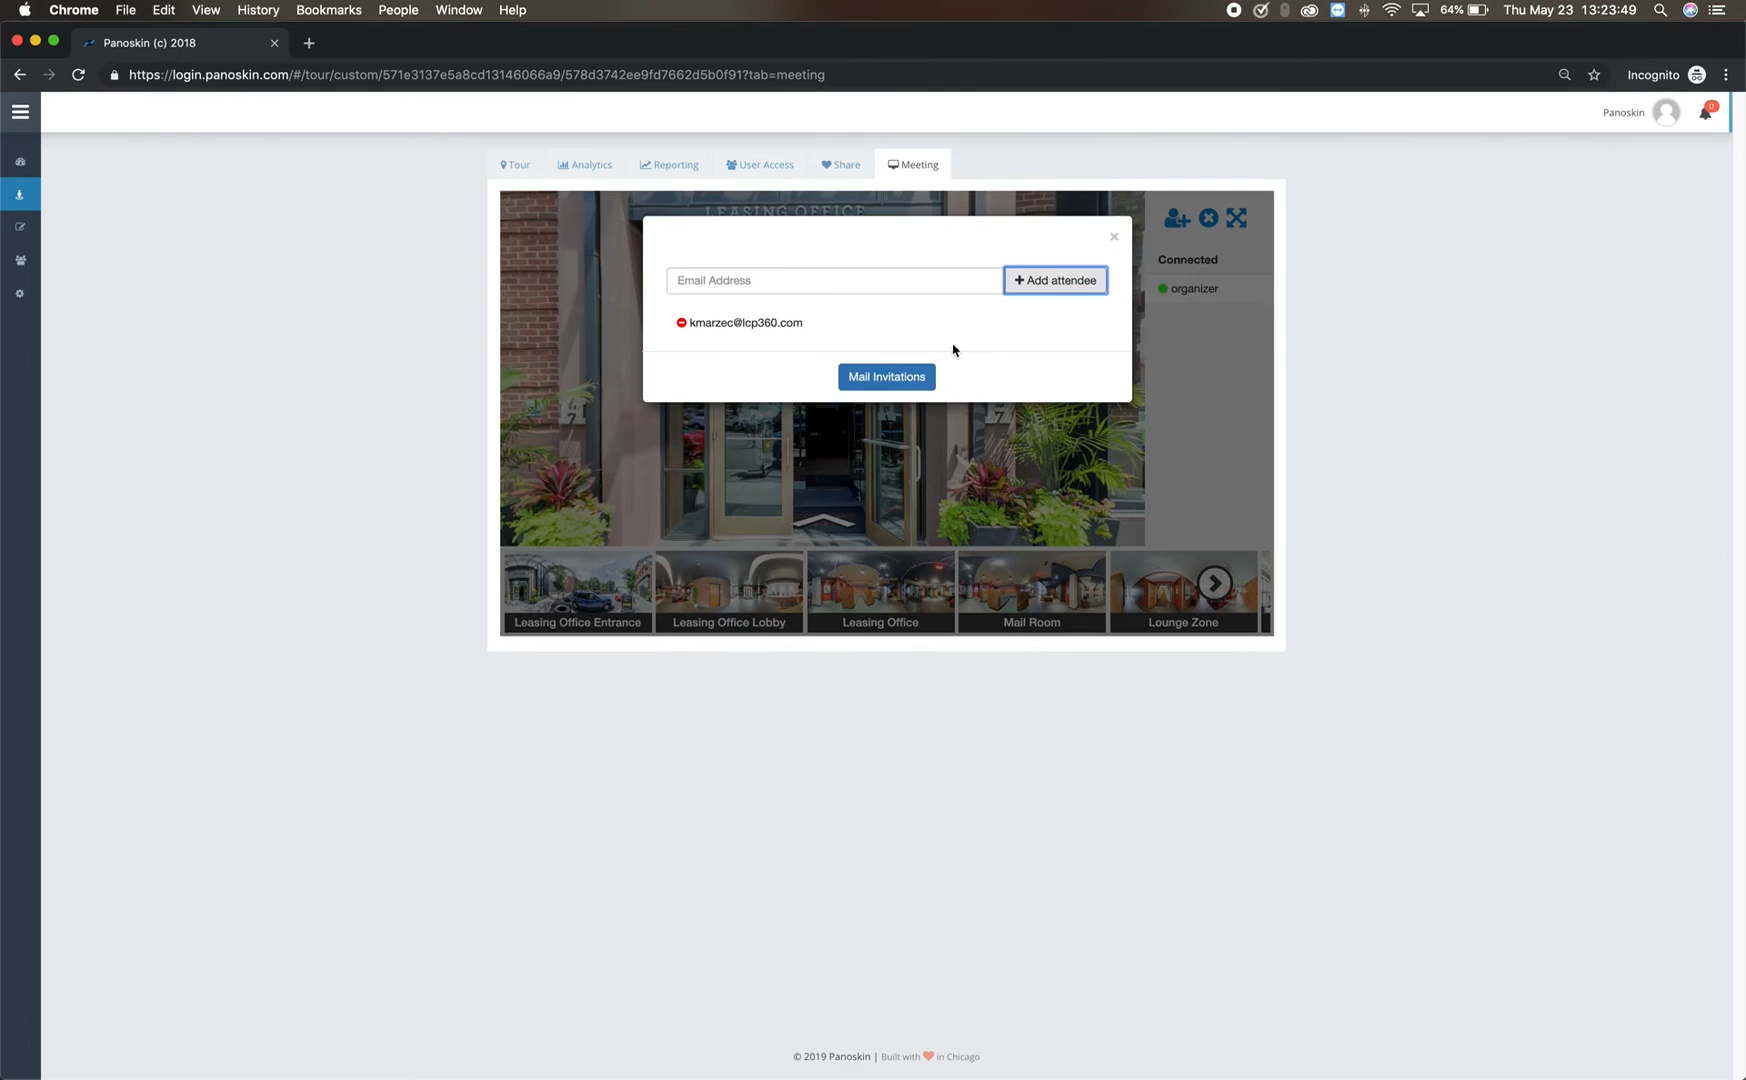 Chrome File Edit View History Bookmarks People Window Help 64% Thu May 23 13:23:49
Panoskin (c) 2018
https://login.panoskin.com/#/tour/custom/571e3137e5a8cd13146066a9/578d3742ee9fd7662d5b0f91?tab=meeting Incognito
Panoskin 0
Tour Analytics Reporting User Access Share Meeting
LEASING OFFICE
×
Email Address + Add attendee
Connected
organizer
kmarzec@lcp360.com
Mail Invitations
Leasing Office Entrance Leasing Office Lobby Leasing Office Mail Room Lounge Zone
© 2019 Panoskin | Built with ❤ in Chicago